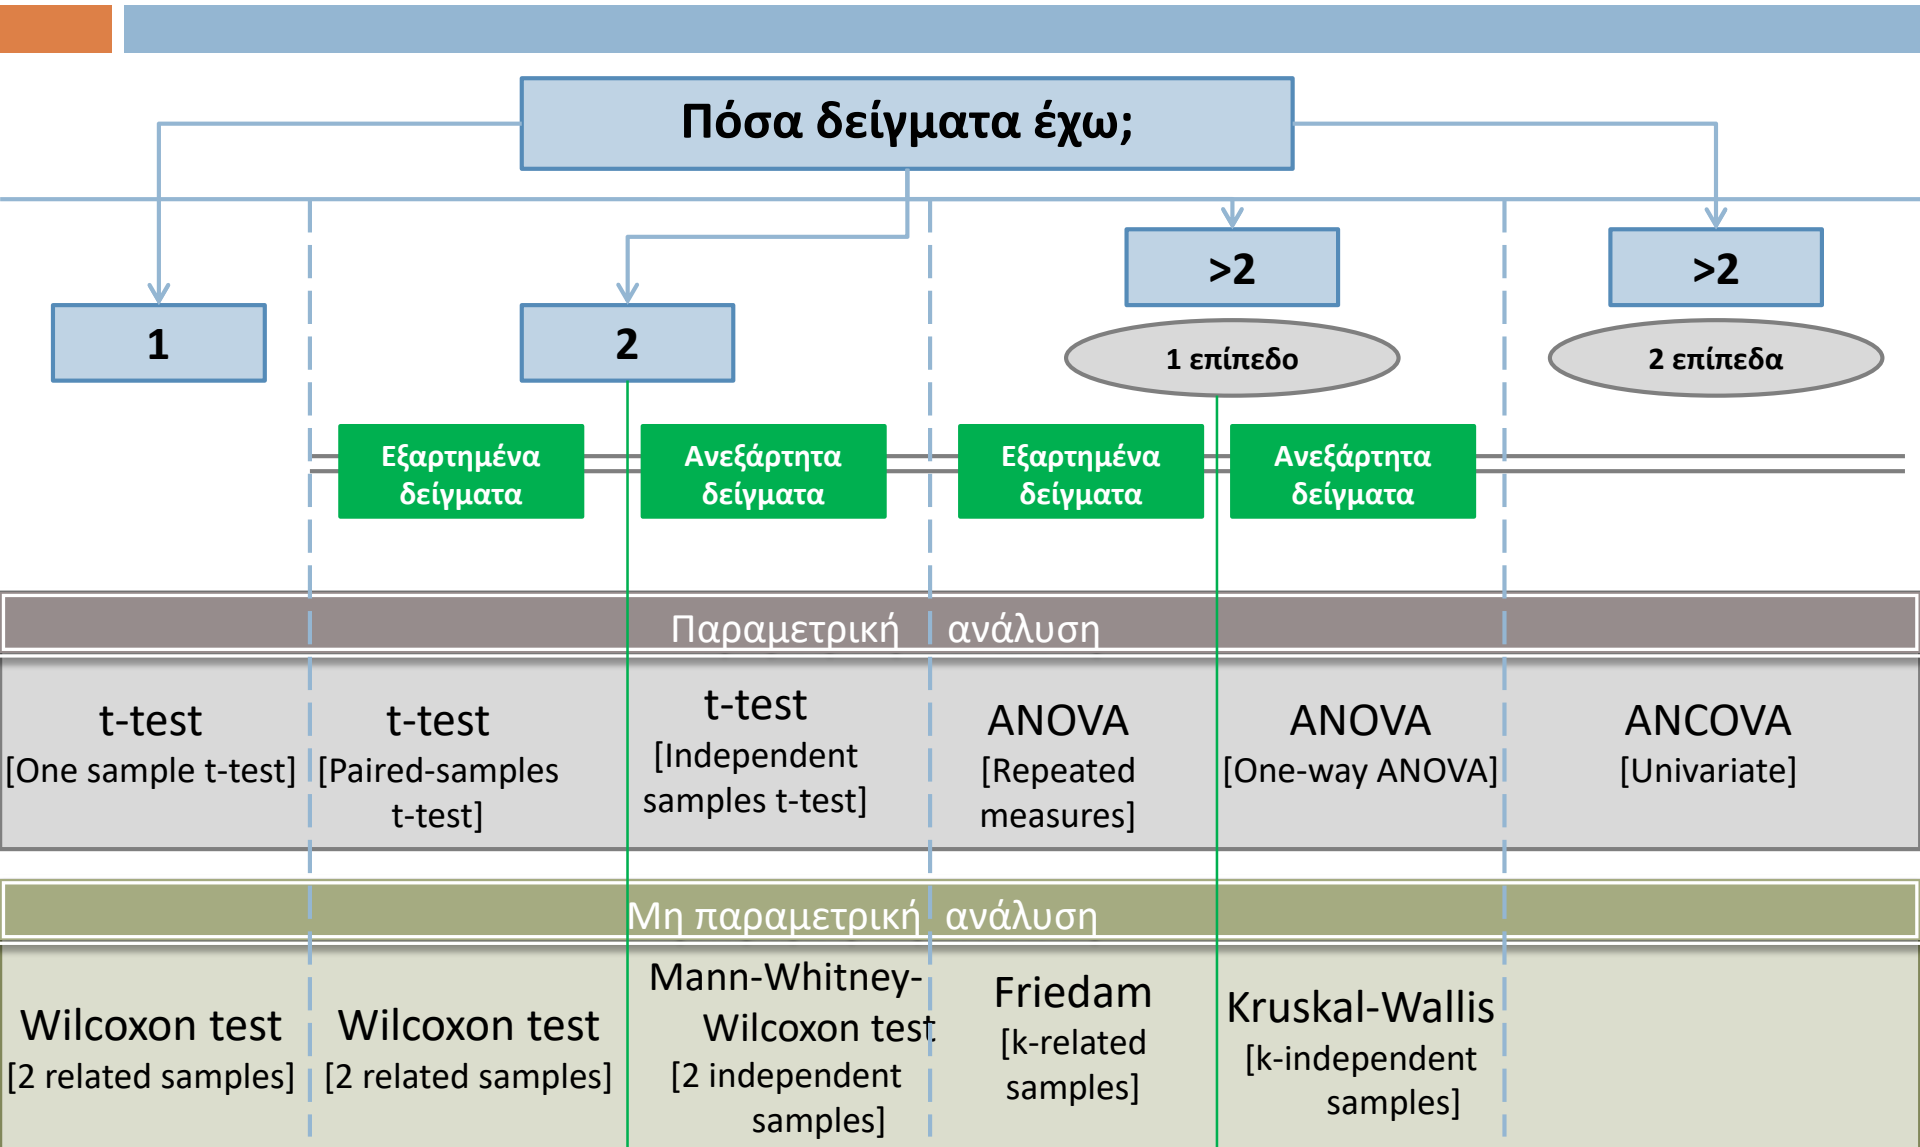 Πόσα δείγματα έχω;
>2
>2
1
2
1 επίπεδο
2 επίπεδα
Εξαρτημένα
δείγματα
Ανεξάρτητα
δείγματα
Εξαρτημένα
δείγματα
Ανεξάρτητα
δείγματα
Παραμετρική ανάλυση
t-test
[One sample t-test]
t-test
[Paired-samples
t-test]
t-test
[Independent
samples t-test]
ANOVA
[Repeated
measures]
ANOVA
[One-way ANOVA]
ANCOVA
[Univariate]
Μη παραμετρική ανάλυση
Wilcoxon test
[2 related samples]
Wilcoxon test
[2 related samples]
Mann-Whitney-
Wilcoxon test
[2 independent
samples]
Friedam
[k-related
samples]
Kruskal-Wallis
[k-independent
samples]